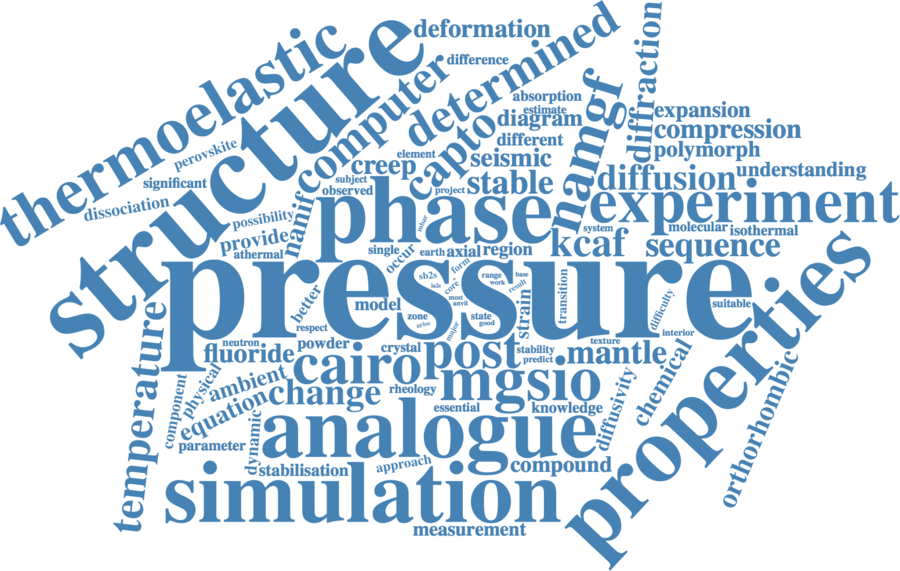 deformation
difference
thermoelastic
structure
computer
determined
diffraction
absorption
estimate
diagram
different
expansion
compression
polymorph
namgf
capto
perovskite
significant
dissociation
creep
element
seismic
subject
observed
project
stable
diffusion
understanding
possibility
provide
athermal
nanif
phase
mbar
experiment
system
molecular
isothermal
single
occur
earth
axial
region
kcaf
sequence
pressure
sb2s
form
core
range
work
base
result
most
anvil
transition
better
model
zone
arise
major
state
good
strain
difficulty
suitable
properties
temperature
respect
neutron
powder
crystal
post
stability
predict
texture
interior
fluoride
cairo
mgsio
mantle
chemical
physical
ambient
component
equation
change
rheology
essential
knowledge
diffusivity
orthorhombic
parameter
dynamic
analogue
stabilisation
approach
compound
simulation
measurement